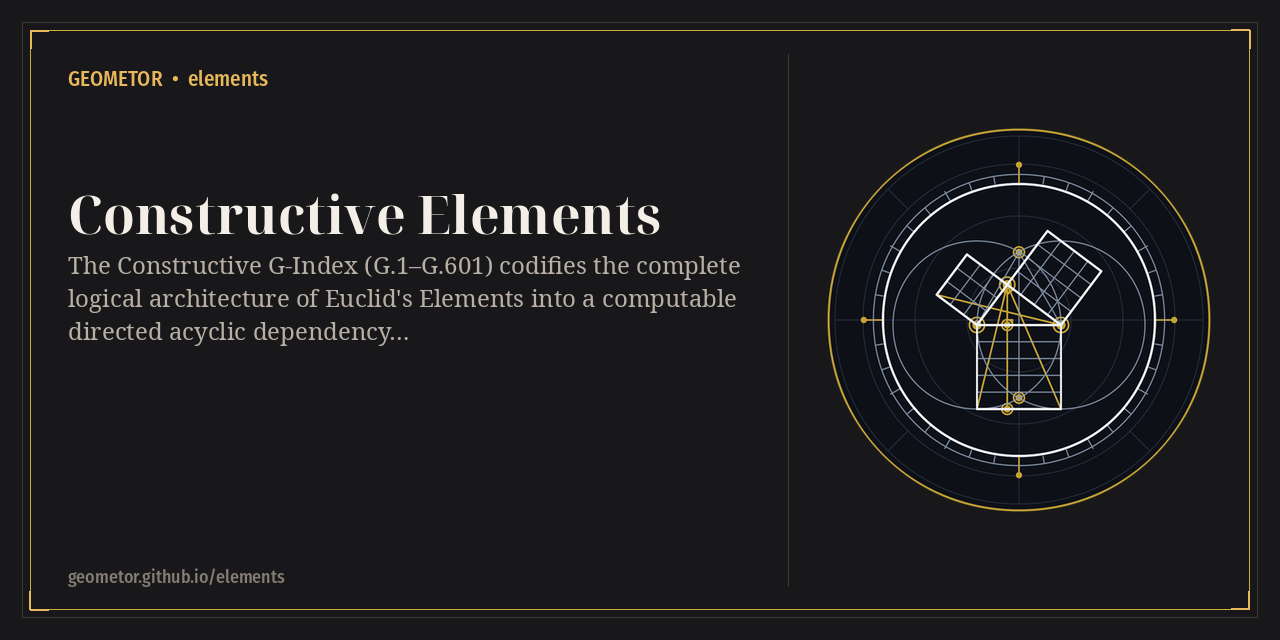 GEOMETOR • elements
Constructive Elements
The Constructive G-Index (G.1–G.601) codifies the complete
logical architecture of Euclid's Elements into a computable
directed acyclic dependency...
geometor.github.io/elements